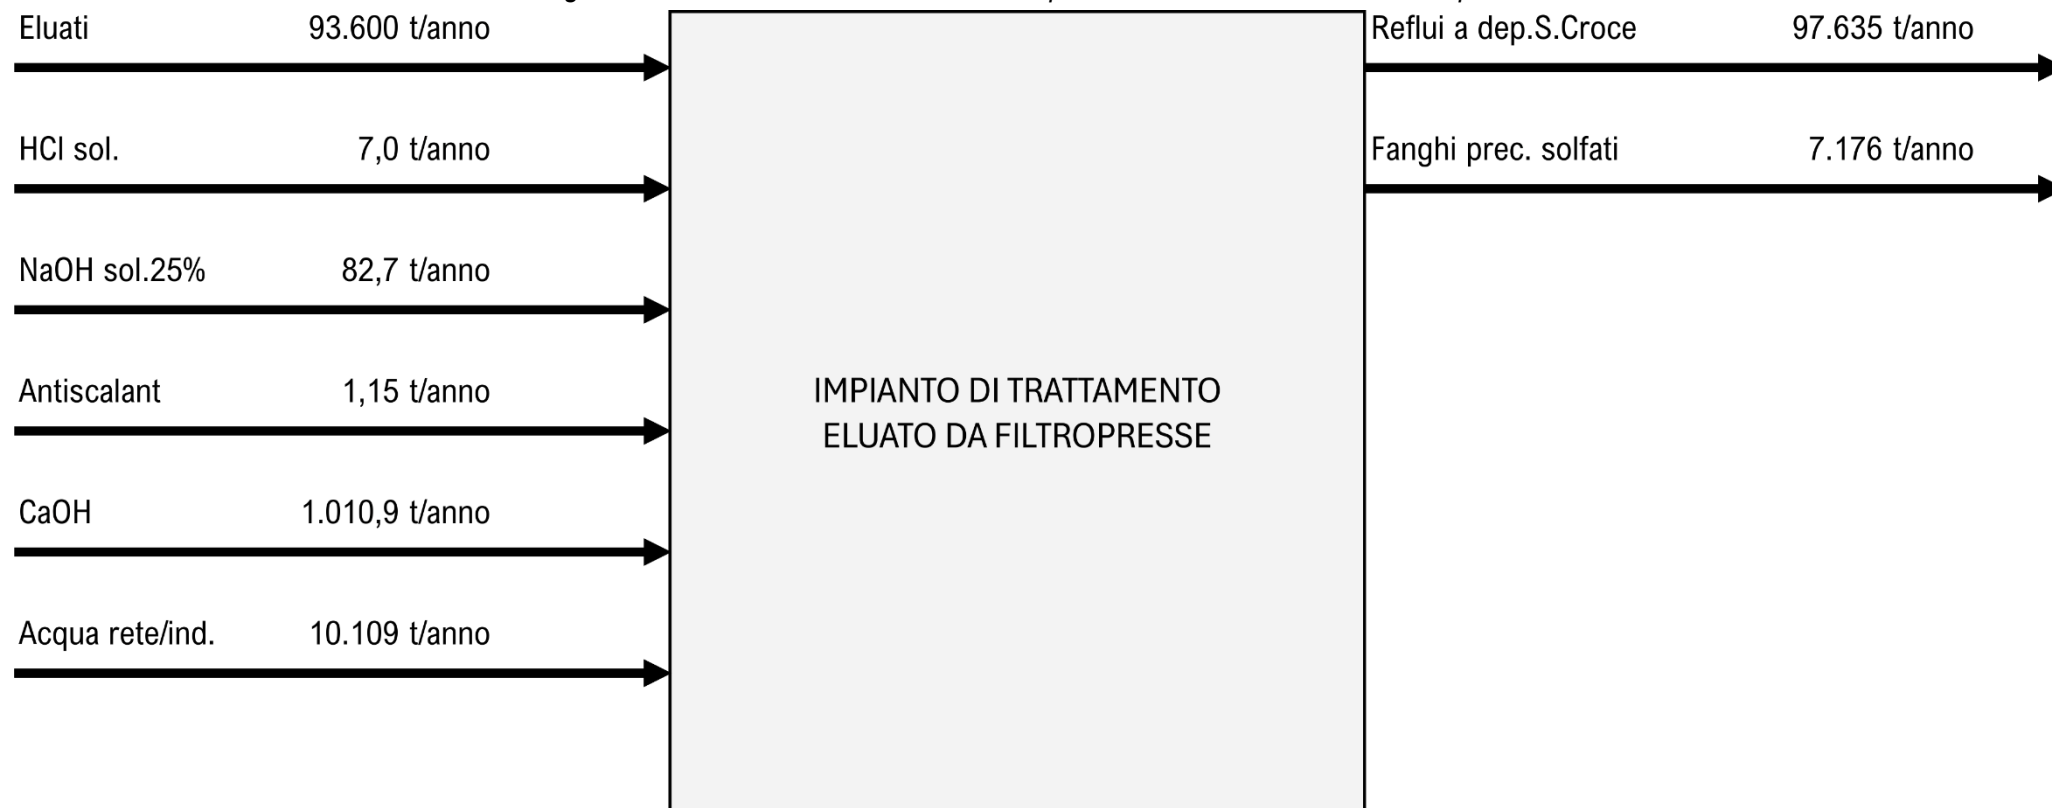 Eluati 93.600 t/anno
Reflui a dep.S.Croce 97.635 t/anno
HCl sol. 7,0 t/anno
Fanghi prec. solfati 7.176 t/anno
NaOH sol.25% 82,7 t/anno
Antiscalant 1,15 t/anno
IMPIANTO DI TRATTAMENTO
ELUATO DA FILTROPRESSE
CaOH 1.010,9 t/anno
Acqua rete/ind. 10.109 t/anno